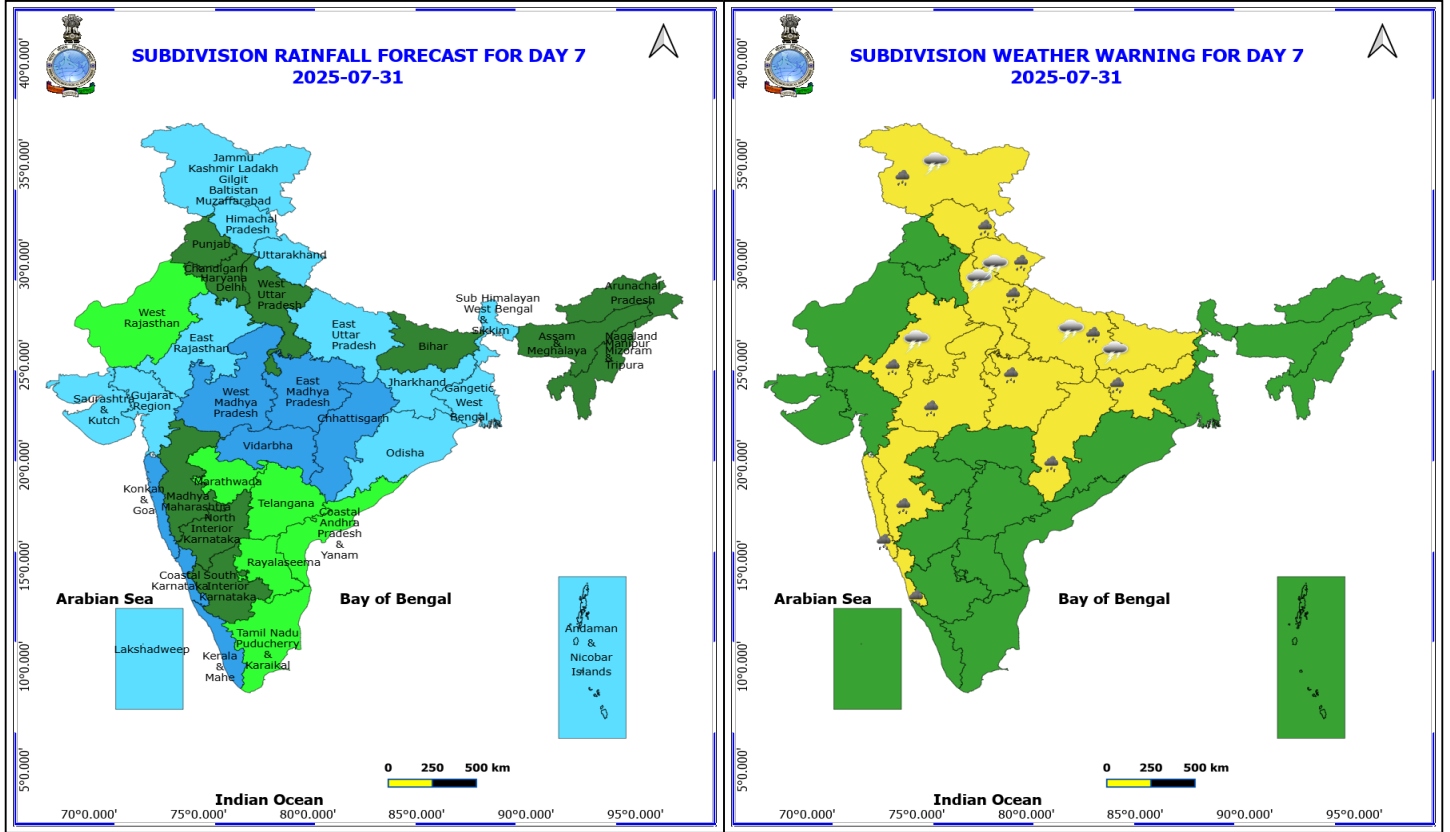 SUBDIVISION RAINFALL FORECAST FOR DAY 7
2025-07-31
40°0.000'
35°0.000'
30°0.000'
25°0.000'
20°0.000'
15°0.000'
10°0.000'
5°0.000'
Jammu
Kashmir Ladakh
Gilgit
Baltistan
Muzaffarabad
Himachal
Pradesh
Punjab
Uttarakhand
Chandigarh
Haryana
Delhi
West
Uttar
Pradesh
West
Rajasthan
East
Rajasthan
East
Uttar
Pradesh
Bihar
Sub Himalayan
West Bengal
&
Sikkim
Arunachal
Pradesh
Assam
&
Meghalaya
Nagaland
Manipur
Mizoram
&
Tripura
Saurashtra
&
Kutch
Gujarat
Region
West
Madhya
Pradesh
East
Madhya
Pradesh
Jharkhand
Gangetic
West
Bengal
Chhattisgarh
Vidarbha
Odisha
Konkan
&
Goa
Madhya
Maharashtra
Marathwada
Telangana
North
Interior
Karnataka
Coastal
Andhra
Pradesh
&
Yanam
Rayalaseema
Coastal
Karnataka
South
Interior
Karnataka
Tamil Nadu
Puducherry
&
Karaikal
Kerala
&
Mahe
Lakshadweep
Andaman
&
Nicobar
Islands
Arabian Sea
Bay of Bengal
0 250 500 km
Indian Ocean
70°0.000' 75°0.000' 80°0.000' 85°0.000' 90°0.000' 95°0.000'
SUBDIVISION WEATHER WARNING FOR DAY 7
2025-07-31
40°0.000'
35°0.000'
30°0.000'
25°0.000'
20°0.000'
15°0.000'
10°0.000'
5°0.000'
Arabian Sea
Bay of Bengal
0 250 500 km
Indian Ocean
70°0.000' 75°0.000' 80°0.000' 85°0.000' 90°0.000' 95°0.000'